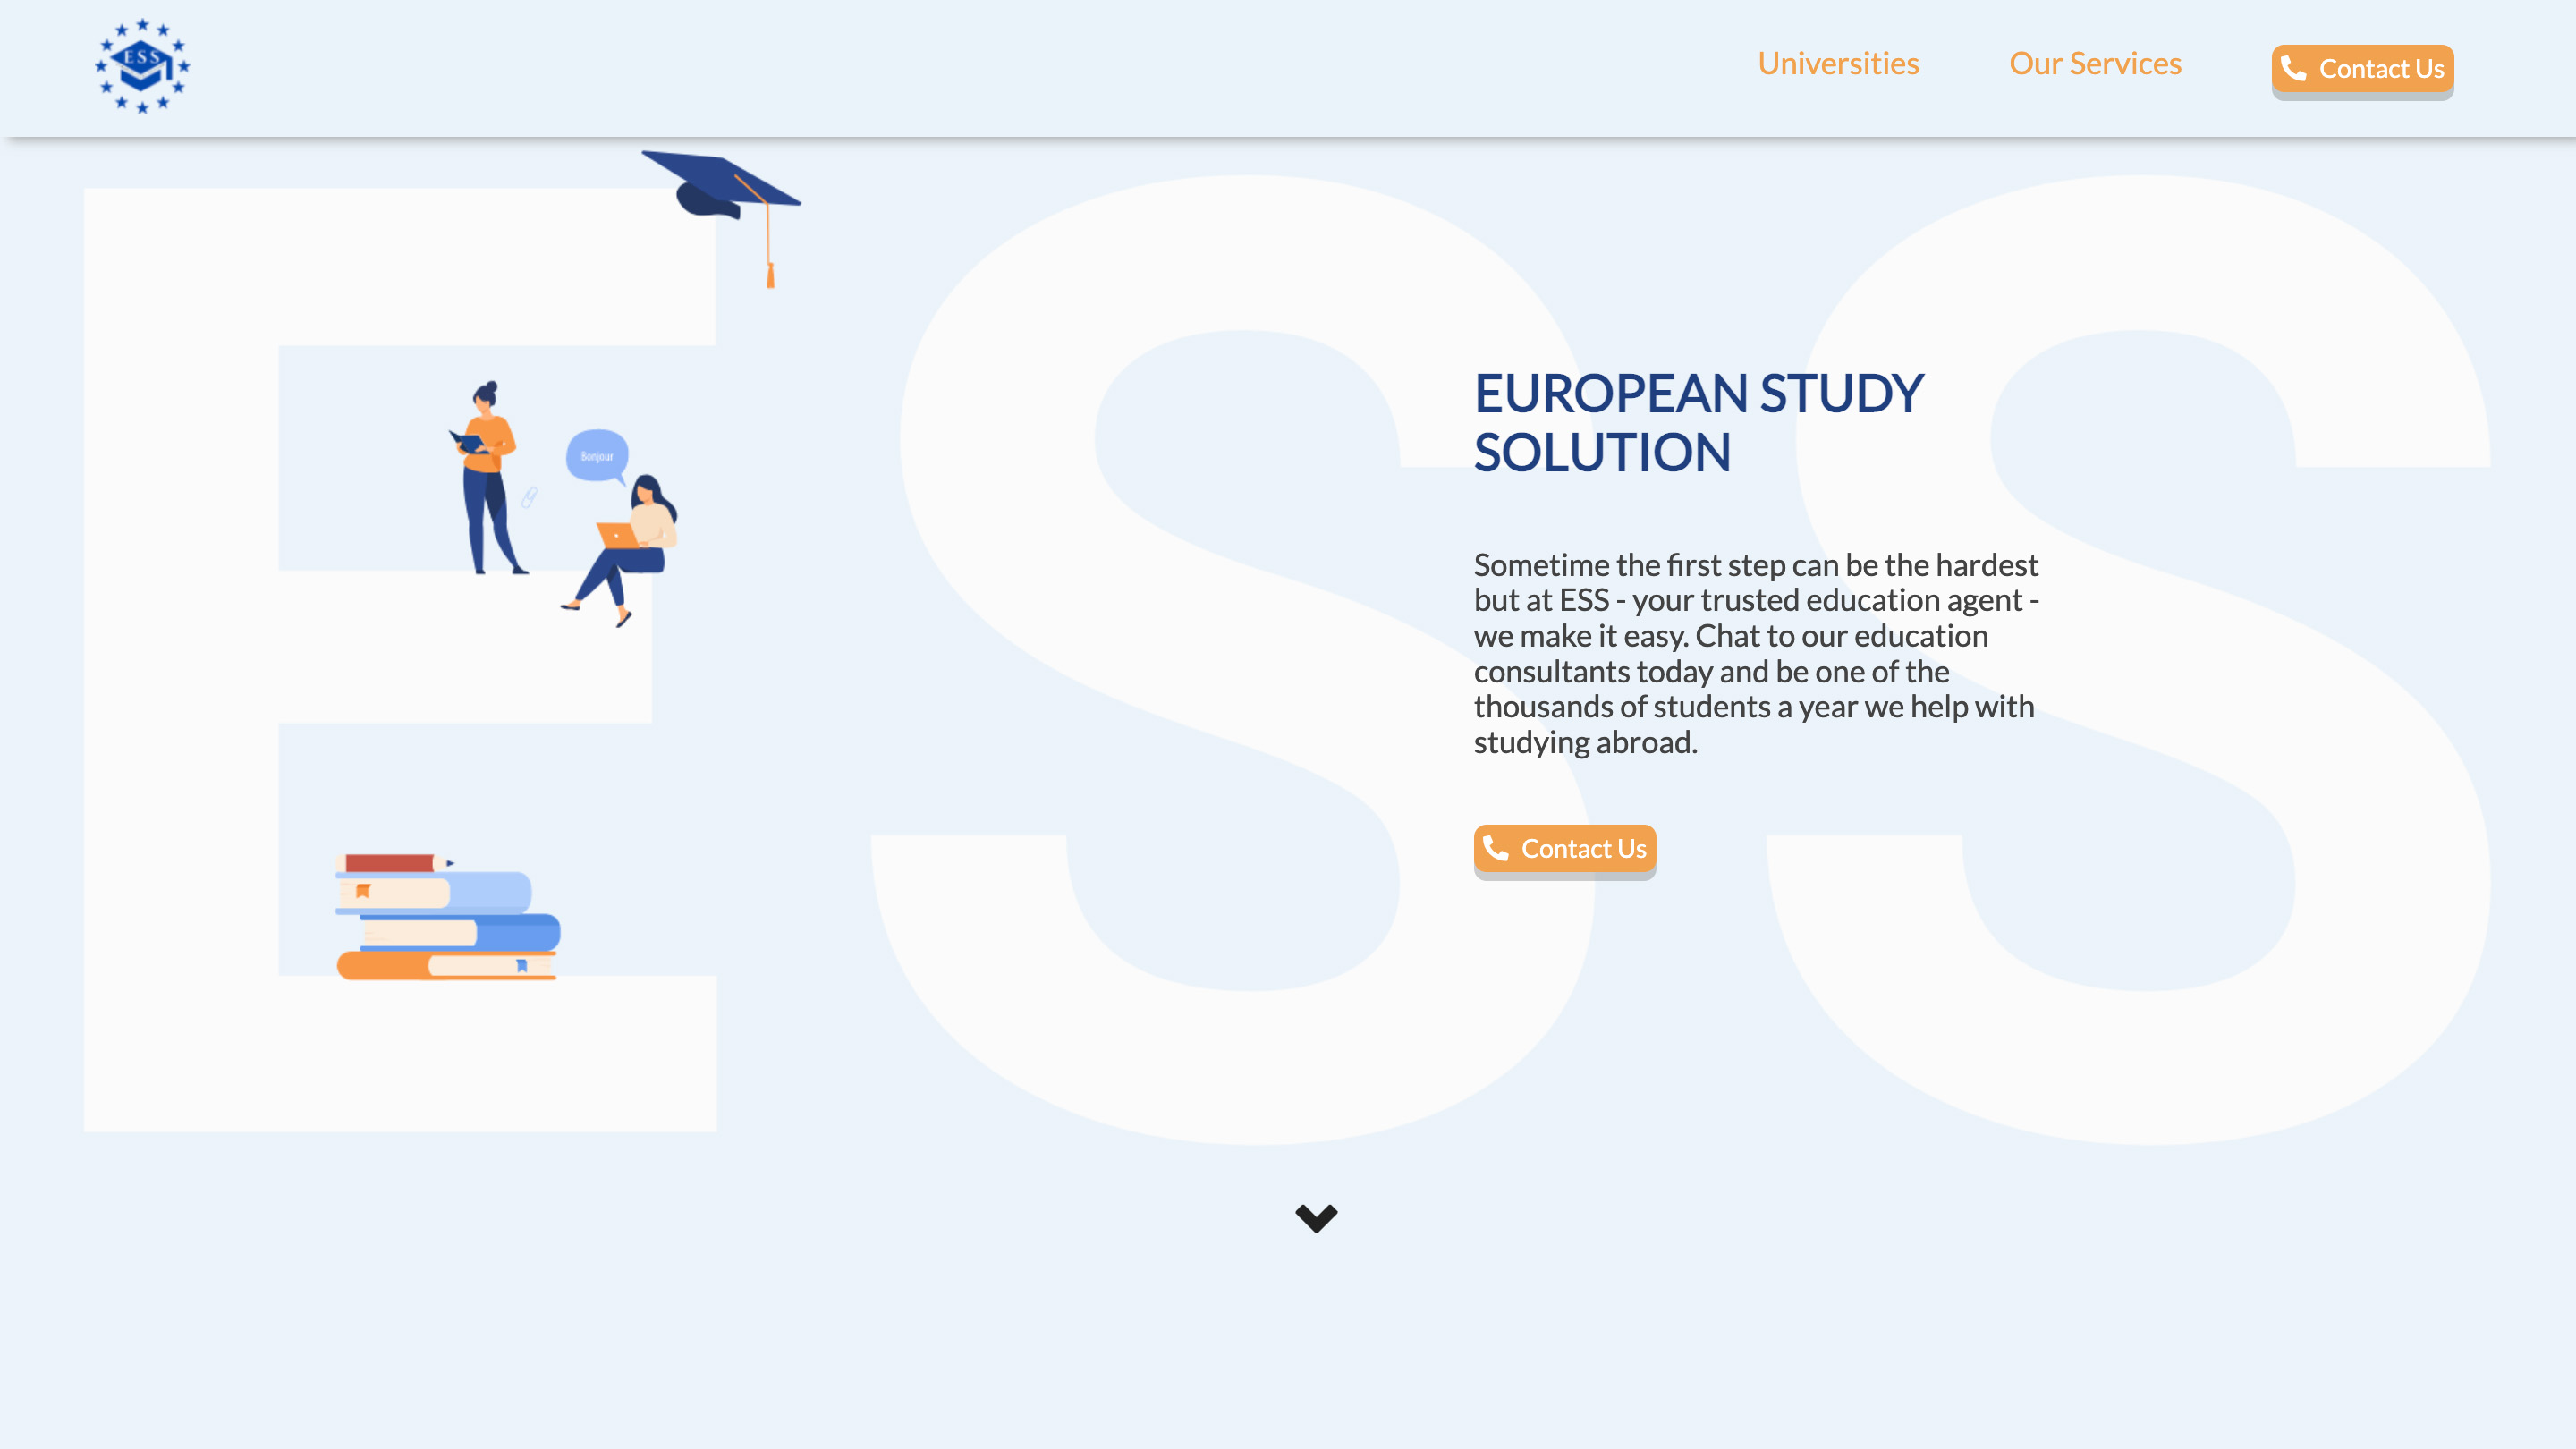 ESS
Universities
Our Services
Contact Us
ESS
EUROPEAN STUDY
SOLUTION
Bonjour
Sometime the first step can be the hardest
but at ESS - your trusted education agent -
we make it easy. Chat to our education
consultants today and be one of the
thousands of students a year we help with
studying abroad.
Contact Us